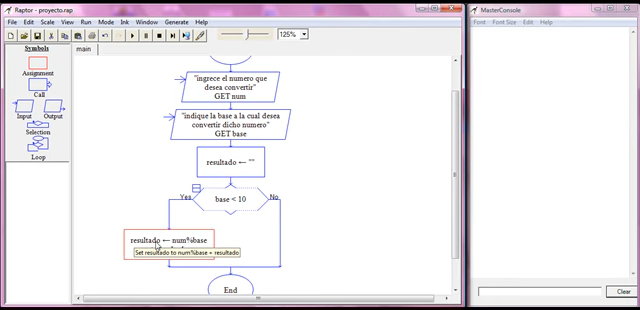 Raptor - proyecto.rap
File Edit Scale View Run Mode Ink Window Generate Help
125%
Symbols
main
Assignment
Call
Input
Output
Selection
Loop
"ingrece el numero que
desea convertir"
GET num
"indique la base a la cual desea
convertir dicho numero"
GET base
resultado ← ""
Yes
base < 10
No
resultado ← num%base
Set resultado to num%base + resultado
End
MasterConsole
Font Font Size Edit Help
Clear